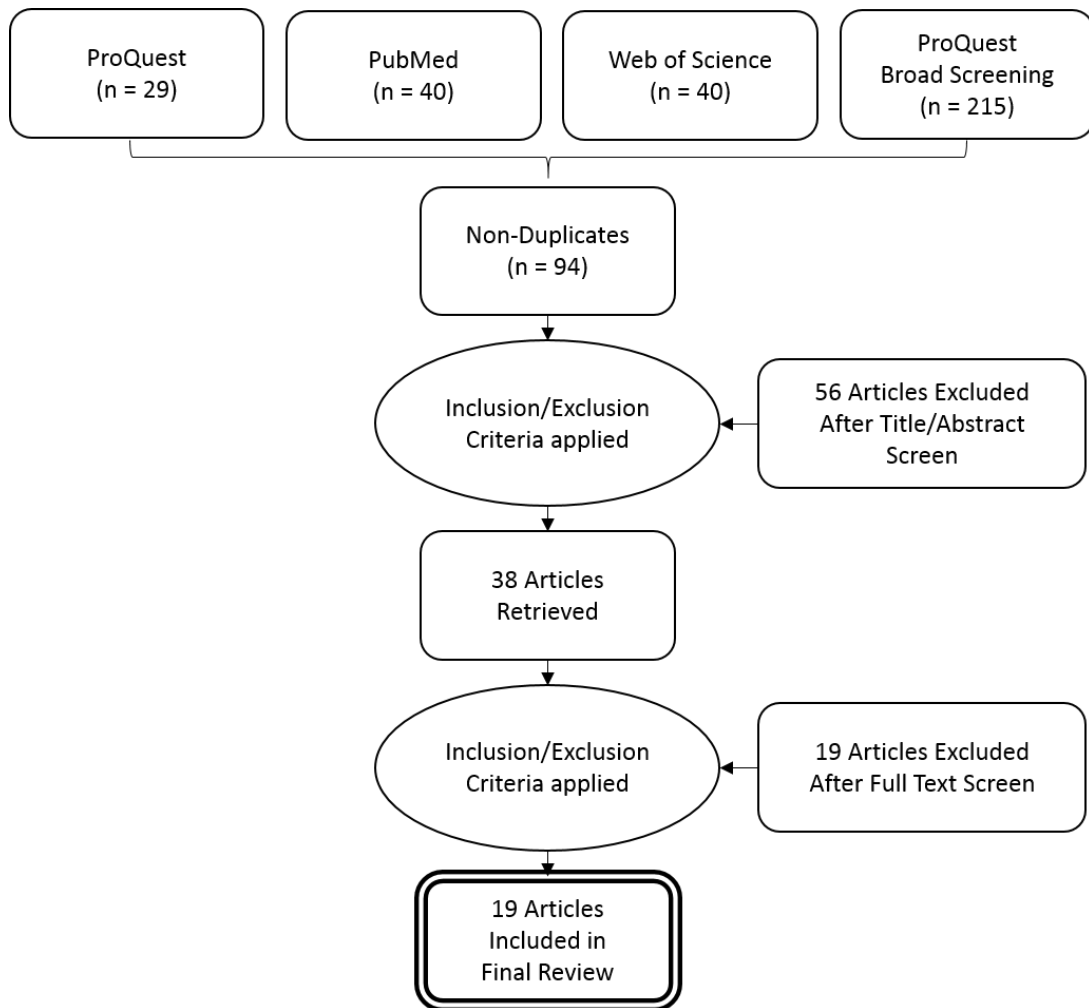 ProQuest
(n = 29)
PubMed
(n = 40)
Web of Science
(n = 40)
ProQuest
Broad Screening
(n = 215)
Non-Duplicates
(n = 94)
Inclusion/Exclusion
Criteria applied
56 Articles Excluded
After Title/Abstract
Screen
38 Articles
Retrieved
Inclusion/Exclusion
Criteria applied
19 Articles Excluded
After Full Text Screen
19 Articles
Included in
Final Review